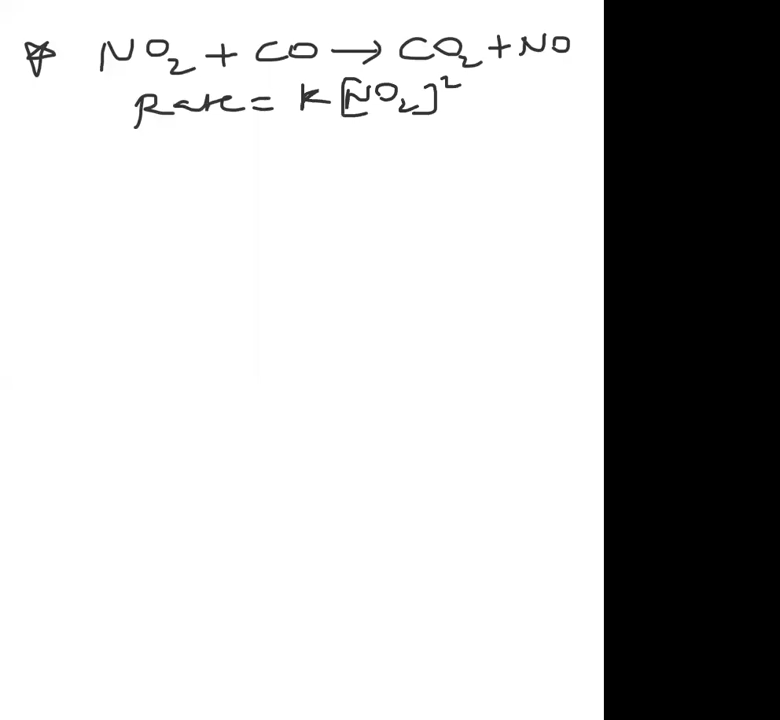 ☆ NO₂ + CO → CO₂ + NO
Rate = K [NO₂]²